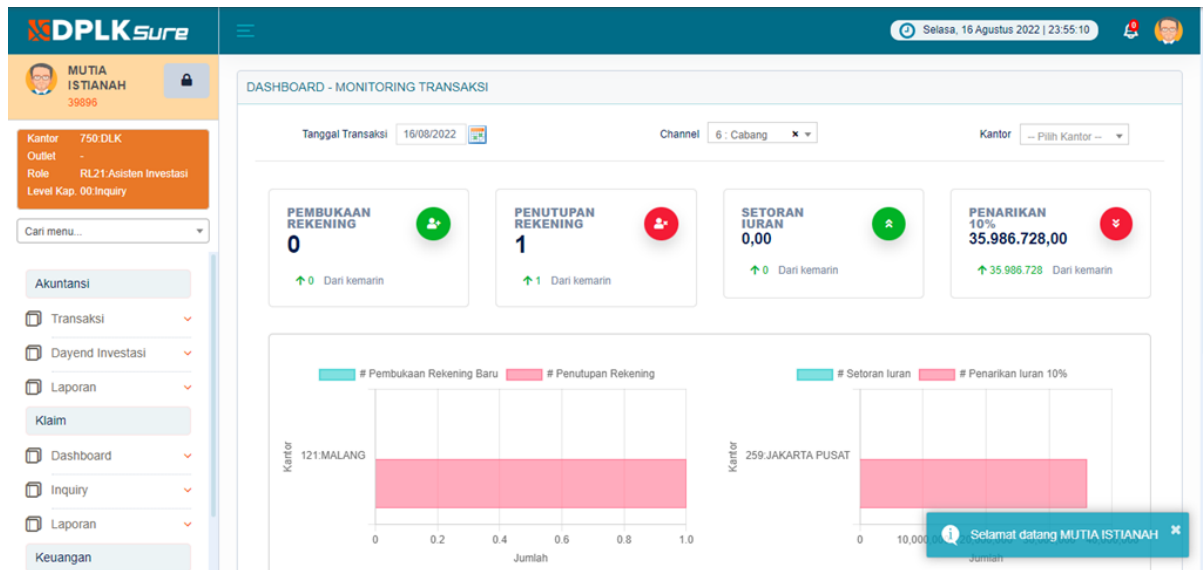 DPLKSure
Selasa, 16 Agustus 2022 | 23:55:10
MUTIA
ISTIANAH
39896
Kantor 750:DLK
Outlet -
Role RL21:Asisten Investasi
Level Kap. 00:Inquiry
Cari menu...
Akuntansi
Transaksi
Dayend Investasi
Laporan
Klaim
Dashboard
Inquiry
Laporan
Keuangan
DASHBOARD - MONITORING TRANSAKSI
Tanggal Transaksi 16/08/2022
Channel 6 : Cabang
Kantor -- Pilih Kantor --
PEMBUKAAN
REKENING
0
0 Dari kemarin
PENUTUPAN
REKENING
1
1 Dari kemarin
SETORAN
IURAN
0,00
0 Dari kemarin
PENARIKAN
10%
35.986.728,00
35.986.728 Dari kemarin
# Pembukaan Rekening Baru # Penutupan Rekening
Kantor
121:MALANG
0 0.2 0.4 0.6 0.8 1.0
Jumlah
# Setoran Iuran # Penarikan Iuran 10%
Kantor
259:JAKARTA PUSAT
0
Jumlah
Selamat datang MUTIA ISTIANAH